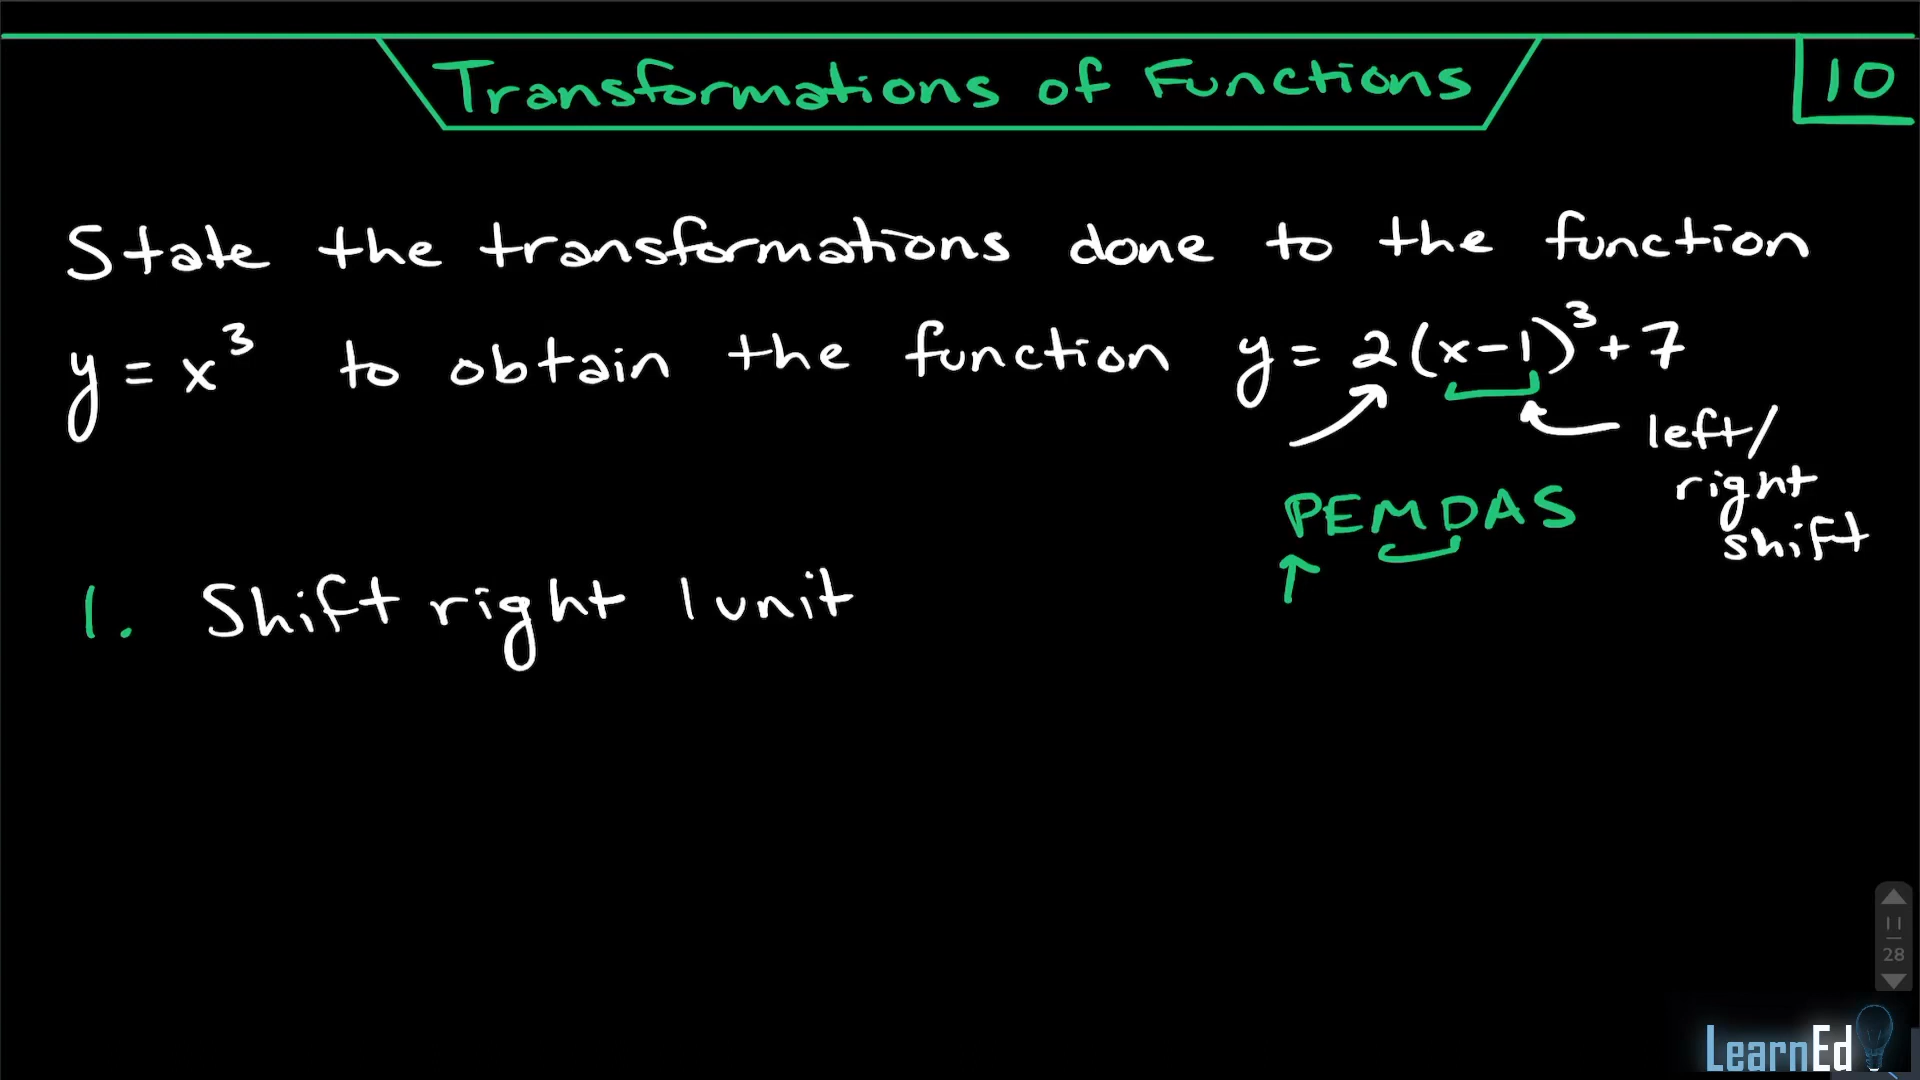 Transformations of Functions
10
State the transformations done to the function
y = x³ to obtain the function y = 2(x-1)³+7
left/
right
shift
PEMDAS
1. Shift right 1 unit
11
28
LearnEd